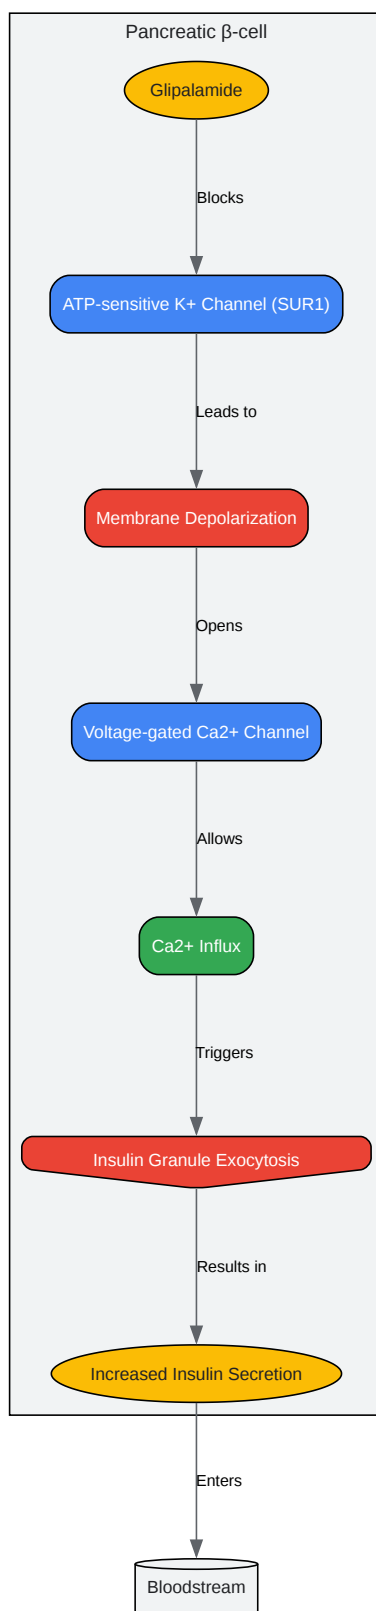 Pancreatic β-cell
Glipalamide
Blocks
ATP-sensitive K+ Channel (SUR1)
Leads to
Membrane Depolarization
Opens
Voltage-gated Ca2+ Channel
Allows
Ca2+ Influx
Triggers
Insulin Granule Exocytosis
Results in
Increased Insulin Secretion
Enters
Bloodstream